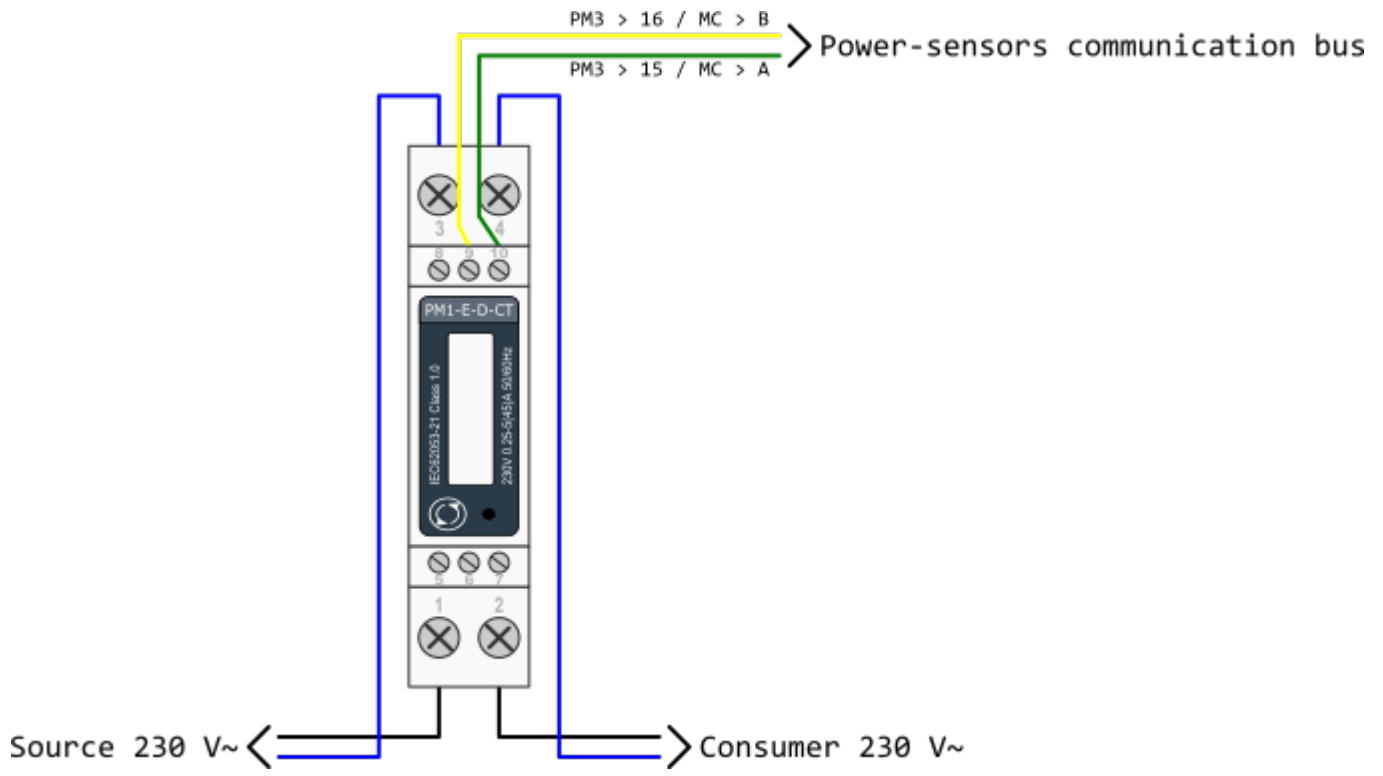 PM3 > 16 / MC > B
Power-sensors communication bus
PM3 > 15 / MC > A
3 4
8 9 10
PM1-E-D-CT
IEC62053-21 Class 1.0
230V 0.25-5(45)A 50/60Hz
5 6 7
1 2
Source 230 V~
Consumer 230 V~